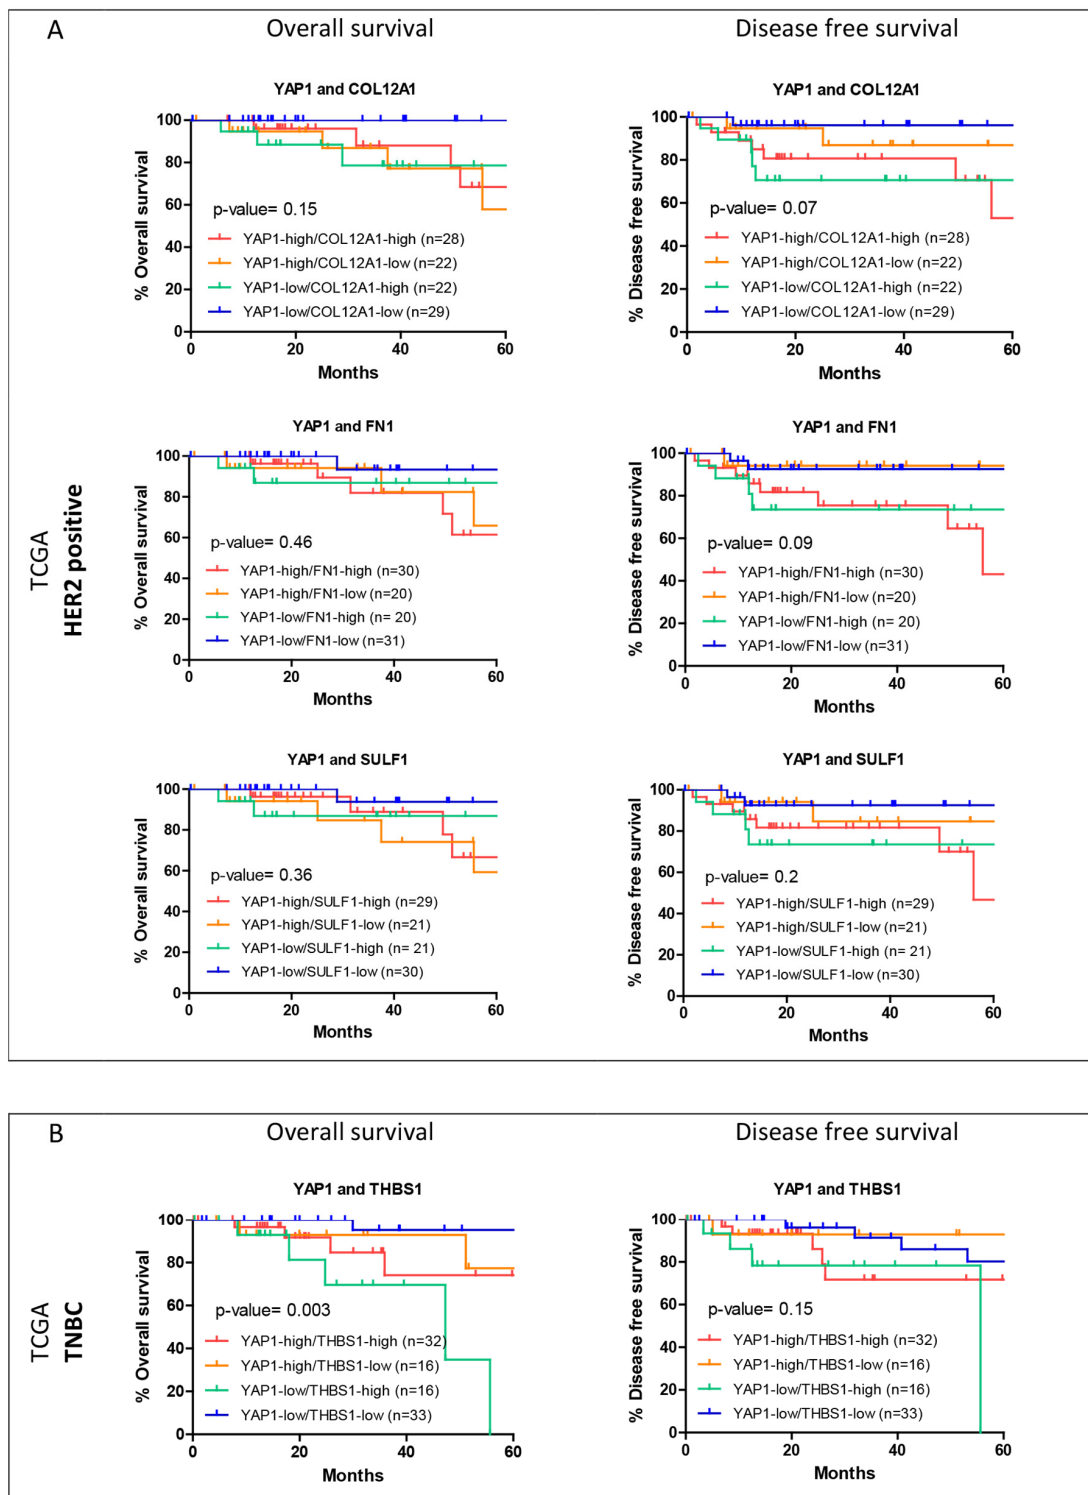 A
Overall survival
Disease free survival
TCGA
HER2 positive
YAP1 and COL12A1
% Overall survival
100
80
60
40
20
0
p-value= 0.15
YAP1-high/COL12A1-high (n=28)
YAP1-high/COL12A1-low (n=22)
YAP1-low/COL12A1-high (n=22)
YAP1-low/COL12A1-low (n=29)
0 20 40 60
Months
YAP1 and COL12A1
% Disease free survival
100
80
60
40
20
0
p-value= 0.07
YAP1-high/COL12A1-high (n=28)
YAP1-high/COL12A1-low (n=22)
YAP1-low/COL12A1-high (n=22)
YAP1-low/COL12A1-low (n=29)
0 20 40 60
Months
YAP1 and FN1
% Overall survival
100
80
60
40
20
0
p-value= 0.46
YAP1-high/FN1-high (n=30)
YAP1-high/FN1-low (n=20)
YAP1-low/FN1-high (n= 20)
YAP1-low/FN1-low (n=31)
0 20 40 60
Months
YAP1 and FN1
% Disease free survival
100
80
60
40
20
0
p-value= 0.09
YAP1-high/FN1-high (n=30)
YAP1-high/FN1-low (n=20)
YAP1-low/FN1-high (n= 20)
YAP1-low/FN1-low (n=31)
0 20 40 60
Months
YAP1 and SULF1
% Overall survival
100
80
60
40
20
0
p-value= 0.36
YAP1-high/SULF1-high (n=29)
YAP1-high/SULF1-low (n=21)
YAP1-low/SULF1-high (n= 21)
YAP1-low/SULF1-low (n=30)
0 20 40 60
Months
YAP1 and SULF1
% Disease free survival
100
80
60
40
20
0
p-value= 0.2
YAP1-high/SULF1-high (n=29)
YAP1-high/SULF1-low (n=21)
YAP1-low/SULF1-high (n= 21)
YAP1-low/SULF1-low (n=30)
0 20 40 60
Months
B
Overall survival
Disease free survival
TCGA
TNBC
YAP1 and THBS1
% Overall survival
100
80
60
40
20
0
p-value= 0.003
YAP1-high/THBS1-high (n=32)
YAP1-high/THBS1-low (n=16)
YAP1-low/THBS1-high (n=16)
YAP1-low/THBS1-low (n=33)
0 20 40 60
Months
YAP1 and THBS1
% Disease free survival
100
80
60
40
20
0
p-value= 0.15
YAP1-high/THBS1-high (n=32)
YAP1-high/THBS1-low (n=16)
YAP1-low/THBS1-high (n=16)
YAP1-low/THBS1-low (n=33)
0 20 40 60
Months